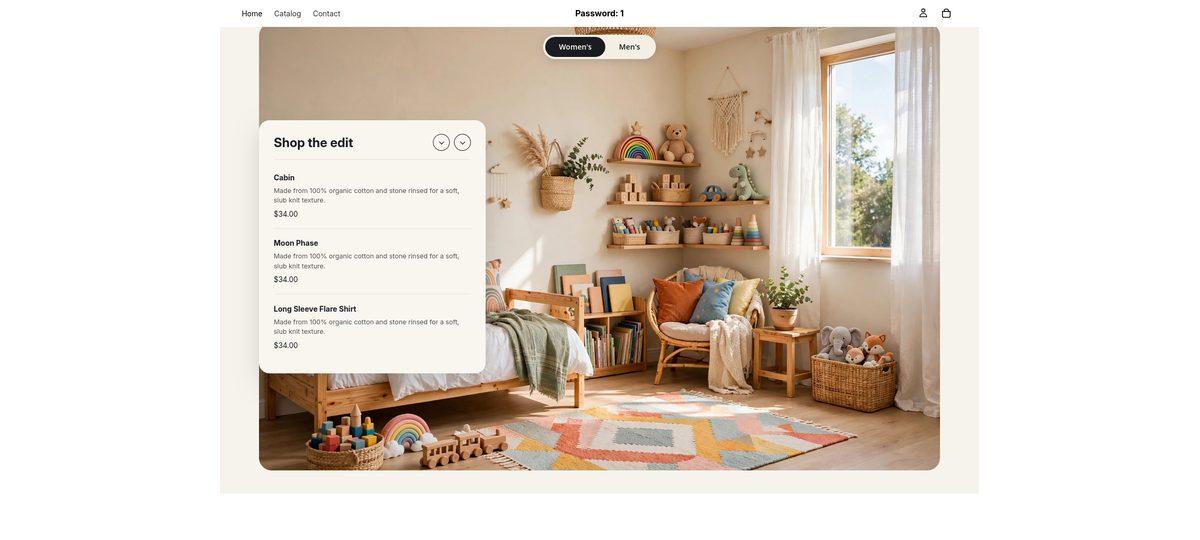 Home
Catalog
Contact
Password: 1
Women's
Men's
Shop the edit
Cabin
Made from 100% organic cotton and stone rinsed for a soft,
slub knit texture.
$34.00
Moon Phase
Made from 100% organic cotton and stone rinsed for a soft,
slub knit texture.
$34.00
Long Sleeve Flare Shirt
Made from 100% organic cotton and stone rinsed for a soft,
slub knit texture.
$34.00